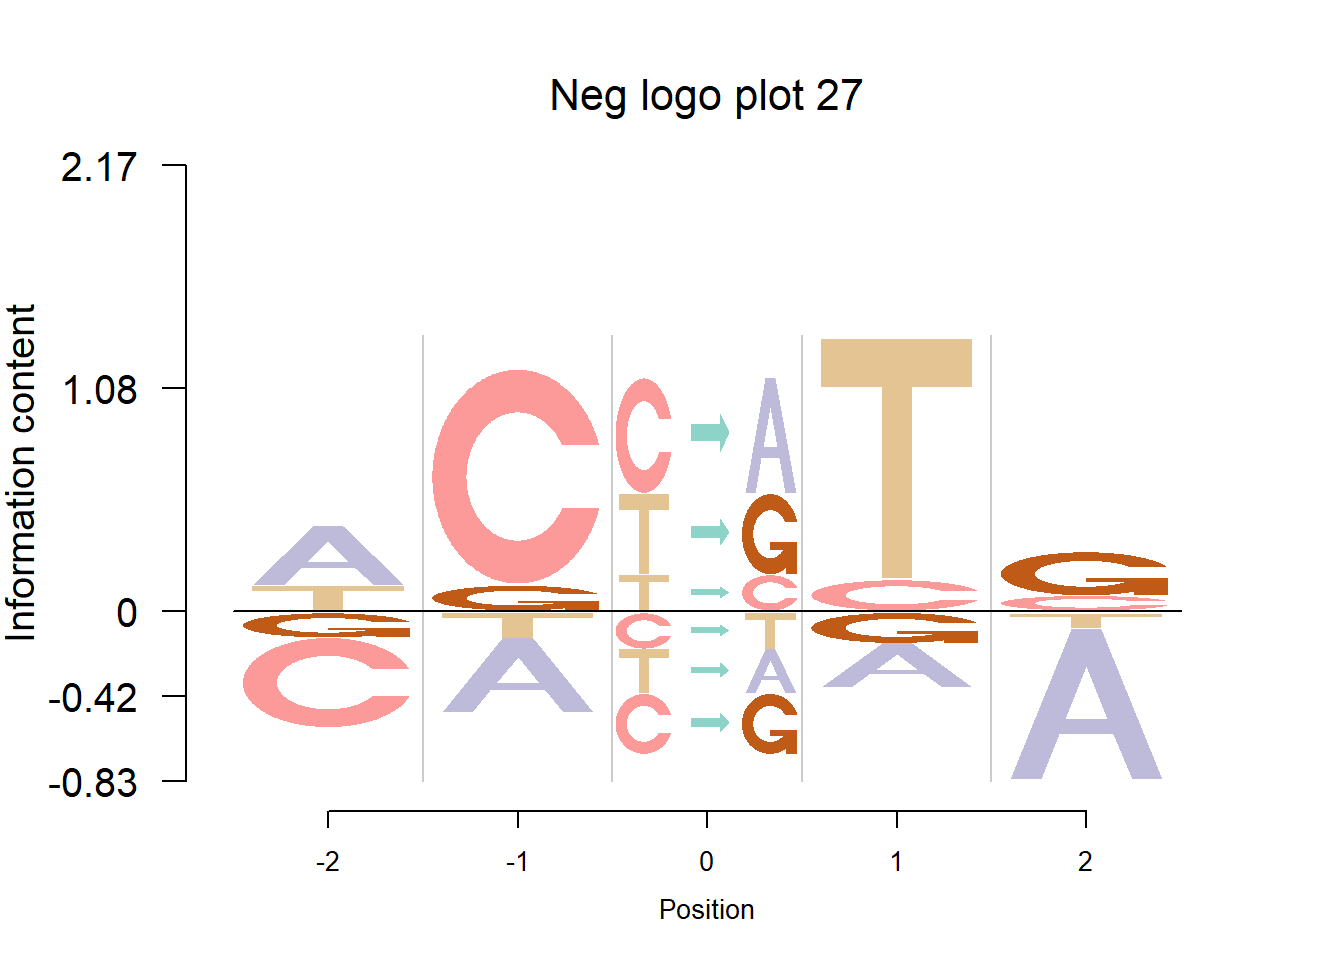 Neg logo plot 27
Information content
2.17
1.08
0
-0.42
-0.83
A
T
G
C
C
G
T
A
C A
T G
T C
C T
T A
C G
T
C
G
A
G
C
T
A
-2 -1 0 1 2
Position